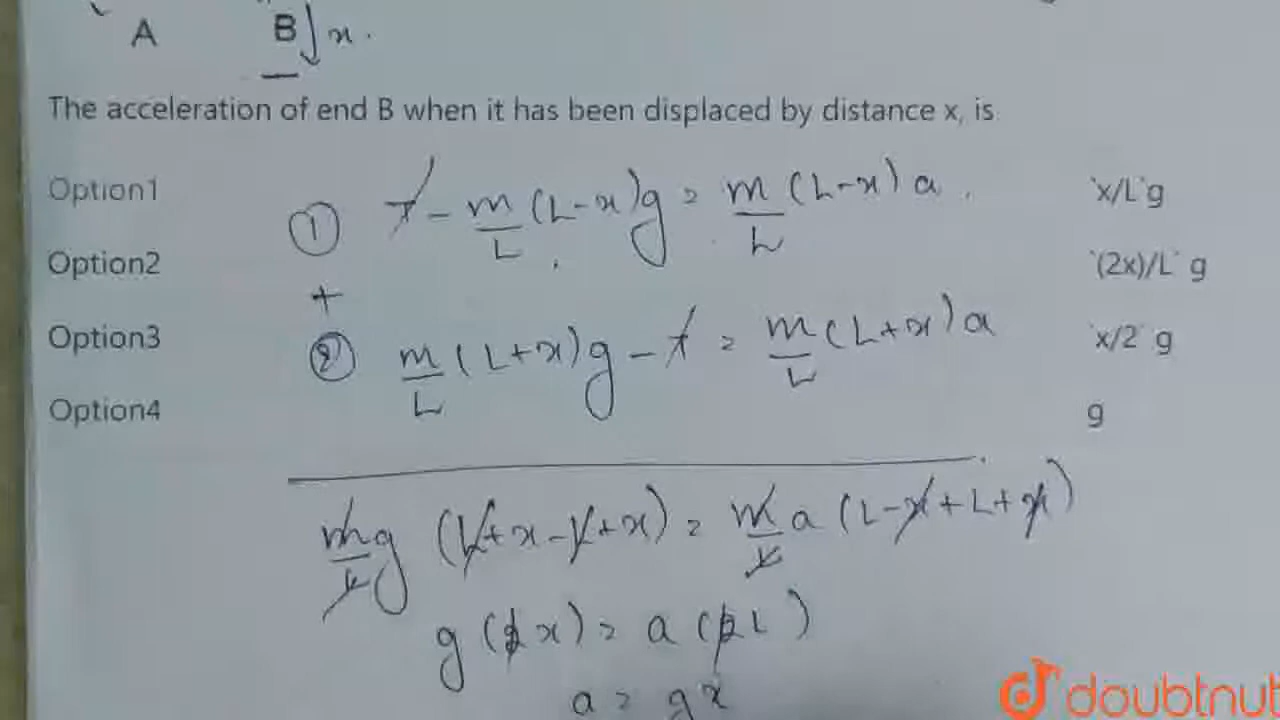 A B x.
The acceleration of end B when it has been displaced by distance x, is
Option1 `x/L`g
① T - m/L (L-x)g = m/L (L-x) a .
Option2 `(2x)/L` g
+
Option3 `x/2` g
② m/L (L+x)g - T = m/L (L+x) a
Option4 g
mg/L (L+x-L+x) = m/L a (L-x+L+x)
g (2x) = a (2L)
a = gx
doubtnut